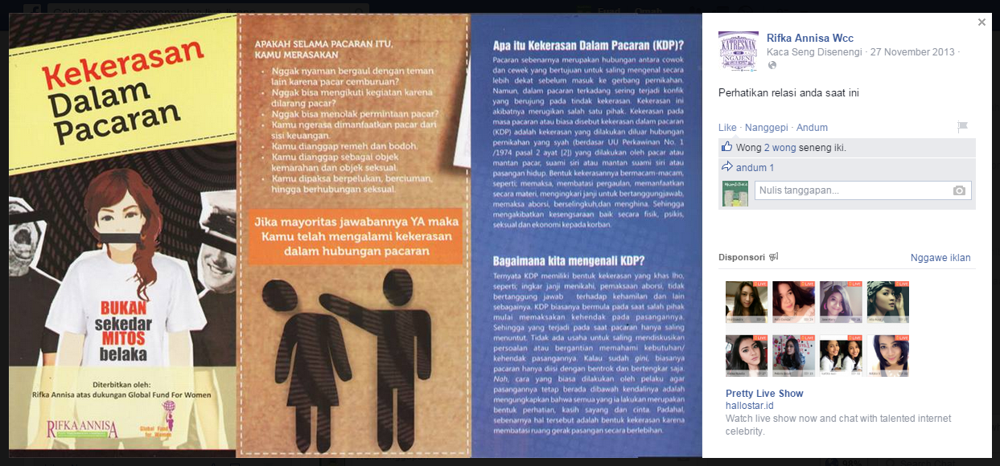 Kekerasan
Dalam
Pacaran
BUKAN
sekedar
MITOS
belaka
Diterbitkan oleh:
Rifka Annisa atas dukungan Global Fund For Women
RIFKA ANNISA
Global Fund
for Women
APAKAH SELAMA PACARAN ITU,
KAMU MERASAKAN
• Nggak nyaman bergaul dengan teman
lain karena pacar cemburuan?
• Nggak bisa mengikuti kegiatan karena
dilarang pacar?
• Nggak bisa menolak permintaan pacar?
• Kamu ngerasa dimanfaatkan pacar dari
sisi keuangan.
• Kamu dianggap remeh dan bodoh.
• Kamu dianggap sebagai objek
kemarahan dan objek seksual.
• Kamu dipaksa berpelukan, berciuman,
hingga berhubungan seksual.
Jika mayoritas jawabannya YA maka
Kamu telah mengalami kekerasan
dalam hubungan pacaran
Apa itu Kekerasan Dalam Pacaran (KDP)?
Pacaran sebenarnya merupakan hubungan antara cowok
dan cewek yang bertujuan untuk saling mengenal secara
lebih dekat sebelum masuk ke gerbang pernikahan.
Namun, dalam pacaran terkadang sering terjadi konfik
yang berujung pada tindak kekerasan. Kekerasan ini
akibatnya merugikan salah satu pihak. Kekerasan pada
masa pacaran atau biasa disebut kekerasan dalam pacaran
(KDP) adalah kekerasan yang dilakukan diluar hubungan
pernikahan yang syah (berdasar UU Perkawinan No. 1
/1974 pasal 2 ayat [2]) yang dilakukan oleh pacar atau
mantan pacar, suami siri atau mantan suami siri atau
pasangan hidup. Bentuk kekerasannya bermacam-macam,
seperti; memaksa, membatasi pergaulan, memanfaatkan
secara materi, mengingkari janji untuk bertanggungjawab,
memaksa aborsi, berselingkuh,dan menghina. Sehingga
mengakibatkan kesengsaraan baik secara fisik, psikis,
seksual dan ekonomi kepada korban.
Bagaimana kita mengenali KDP?
Ternyata KDP memiliki bentuk kekerasan yang khas lho,
seperti; ingkar janji menikahi, pemaksaan aborsi, tidak
bertanggung jawab terhadap kehamilan dan lain
sebagainya. KDP biasanya bermula pada saat salah pihak
mulai memaksakan kehendak pada pasangannya.
Sehingga yang terjadi pada saat pacaran hanya saling
menuntut. Tidak ada usaha untuk saling mendiskusikan
persoalan atau bergantian memahami kebutuhan/
kehendak pasangannya. Kalau sudah gini, biasanya
pacaran hanya diisi dengan bentrok dan bertengkar saja.
Nah, cara yang biasa dilakukan oleh pelaku agar
pasangannya tetap berada dibawah kendalinya adalah
mengungkapkan bahwa semua yang ia lakukan merupakan
bentuk perhatian, kasih sayang dan cinta. Padahal,
sebenarnya hal tersebut adalah bentuk kekerasan karena
membatasi ruang gerak pasangan secara berlebihan.
Rifka Annisa Wcc
Kaca Seng Disenengi · 27 November 2013 ·
Perhatikan relasi anda saat ini
Like · Nanggepi · Andum
Wong 2 wong seneng iki.
andum 1
Nulis tanggapan...
Disponsori
Nggawe iklan
LIVE
LIVE
LIVE
LIVE
LIVE
LIVE
LIVE
LIVE
Pretty Live Show
hallostar.id
Watch live show now and chat with talented internet
celebrity.